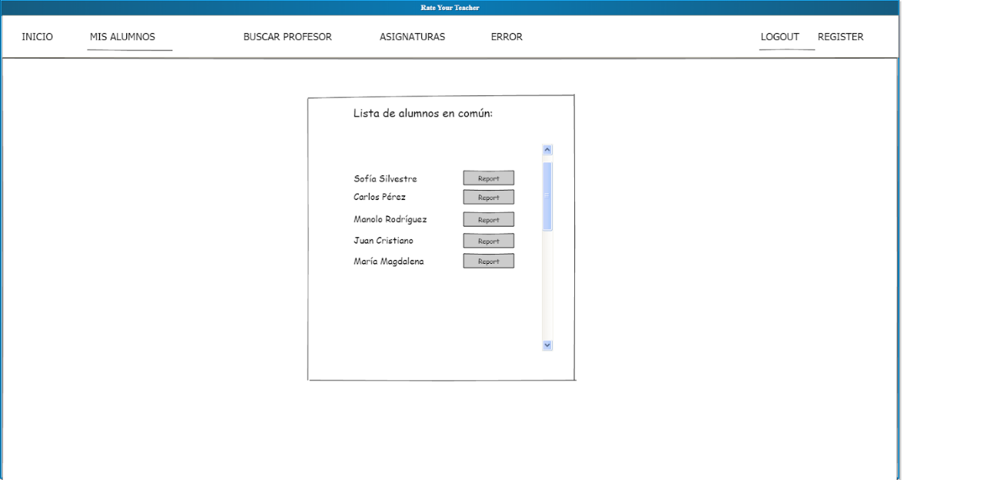 Rate Your Teacher
INICIO MIS ALUMNOS BUSCAR PROFESOR ASIGNATURAS ERROR LOGOUT REGISTER
Lista de alumnos en común:
Sofía Silvestre Report
Carlos Pérez Report
Manolo Rodríguez Report
Juan Cristiano Report
María Magdalena Report